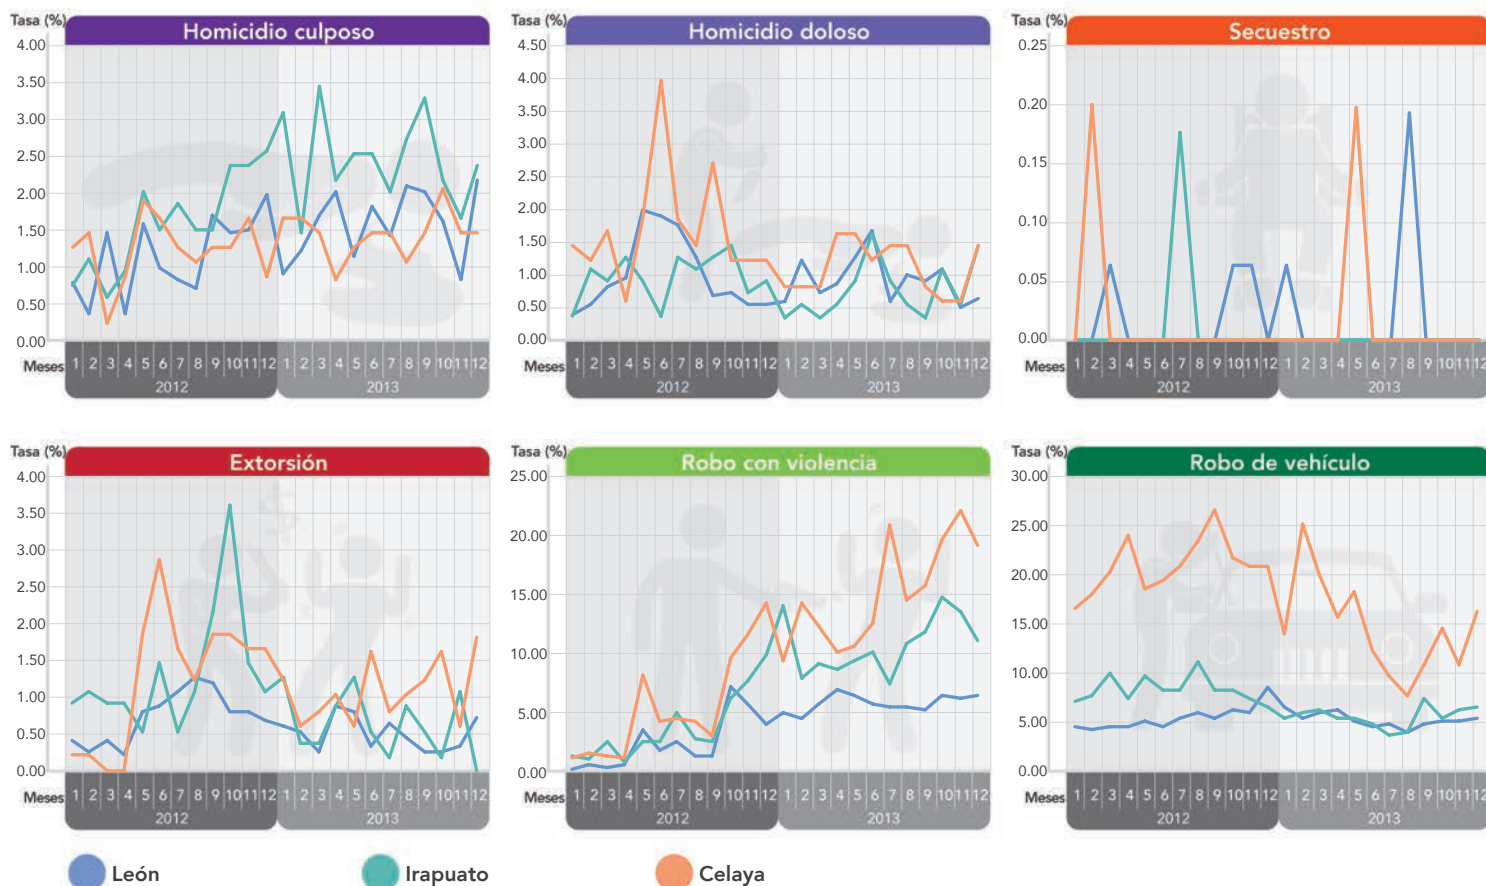 Tasa (%)
Homicidio culposo
4.00
3.50
3.00
2.50
2.00
1.50
1.00
0.50
0.00
Meses 1 2 3 4 5 6 7 8 9 10 11 12 1 2 3 4 5 6 7 8 9 10 11 12
2012 2013
Tasa (%)
Homicidio doloso
4.50
4.00
3.50
3.00
2.50
2.00
1.50
1.00
0.50
0.00
Meses 1 2 3 4 5 6 7 8 9 10 11 12 1 2 3 4 5 6 7 8 9 10 11 12
2012 2013
Tasa (%)
Secuestro
0.25
0.20
0.15
0.10
0.05
0.00
Meses 1 2 3 4 5 6 7 8 9 10 11 12 1 2 3 4 5 6 7 8 9 10 11 12
2012 2013
Tasa (%)
Extorsión
4.00
3.50
3.00
2.50
2.00
1.50
1.00
0.50
0.00
Meses 1 2 3 4 5 6 7 8 9 10 11 12 1 2 3 4 5 6 7 8 9 10 11 12
2012 2013
Tasa (%)
Robo con violencia
25.00
20.00
15.00
10.00
5.00
0.00
Meses 1 2 3 4 5 6 7 8 9 10 11 12 1 2 3 4 5 6 7 8 9 10 11 12
2012 2013
Tasa (%)
Robo de vehículo
30.00
25.00
20.00
15.00
10.00
5.00
0.00
Meses 1 2 3 4 5 6 7 8 9 10 11 12 1 2 3 4 5 6 7 8 9 10 11 12
2012 2013
León Irapuato Celaya